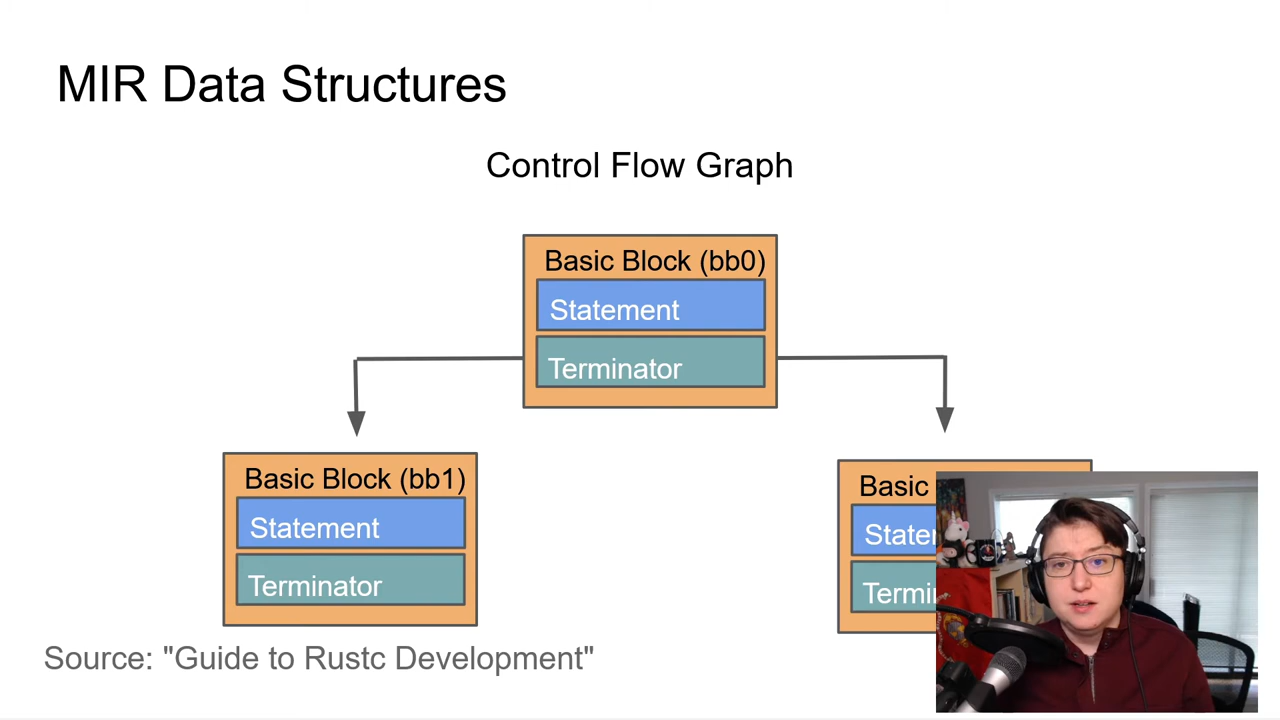 MIR Data Structures
Control Flow Graph
Basic Block (bb0)
Statement
Terminator
Basic Block (bb1)
Statement
Terminator
Basic
Source: "Guide to Rustc Development"